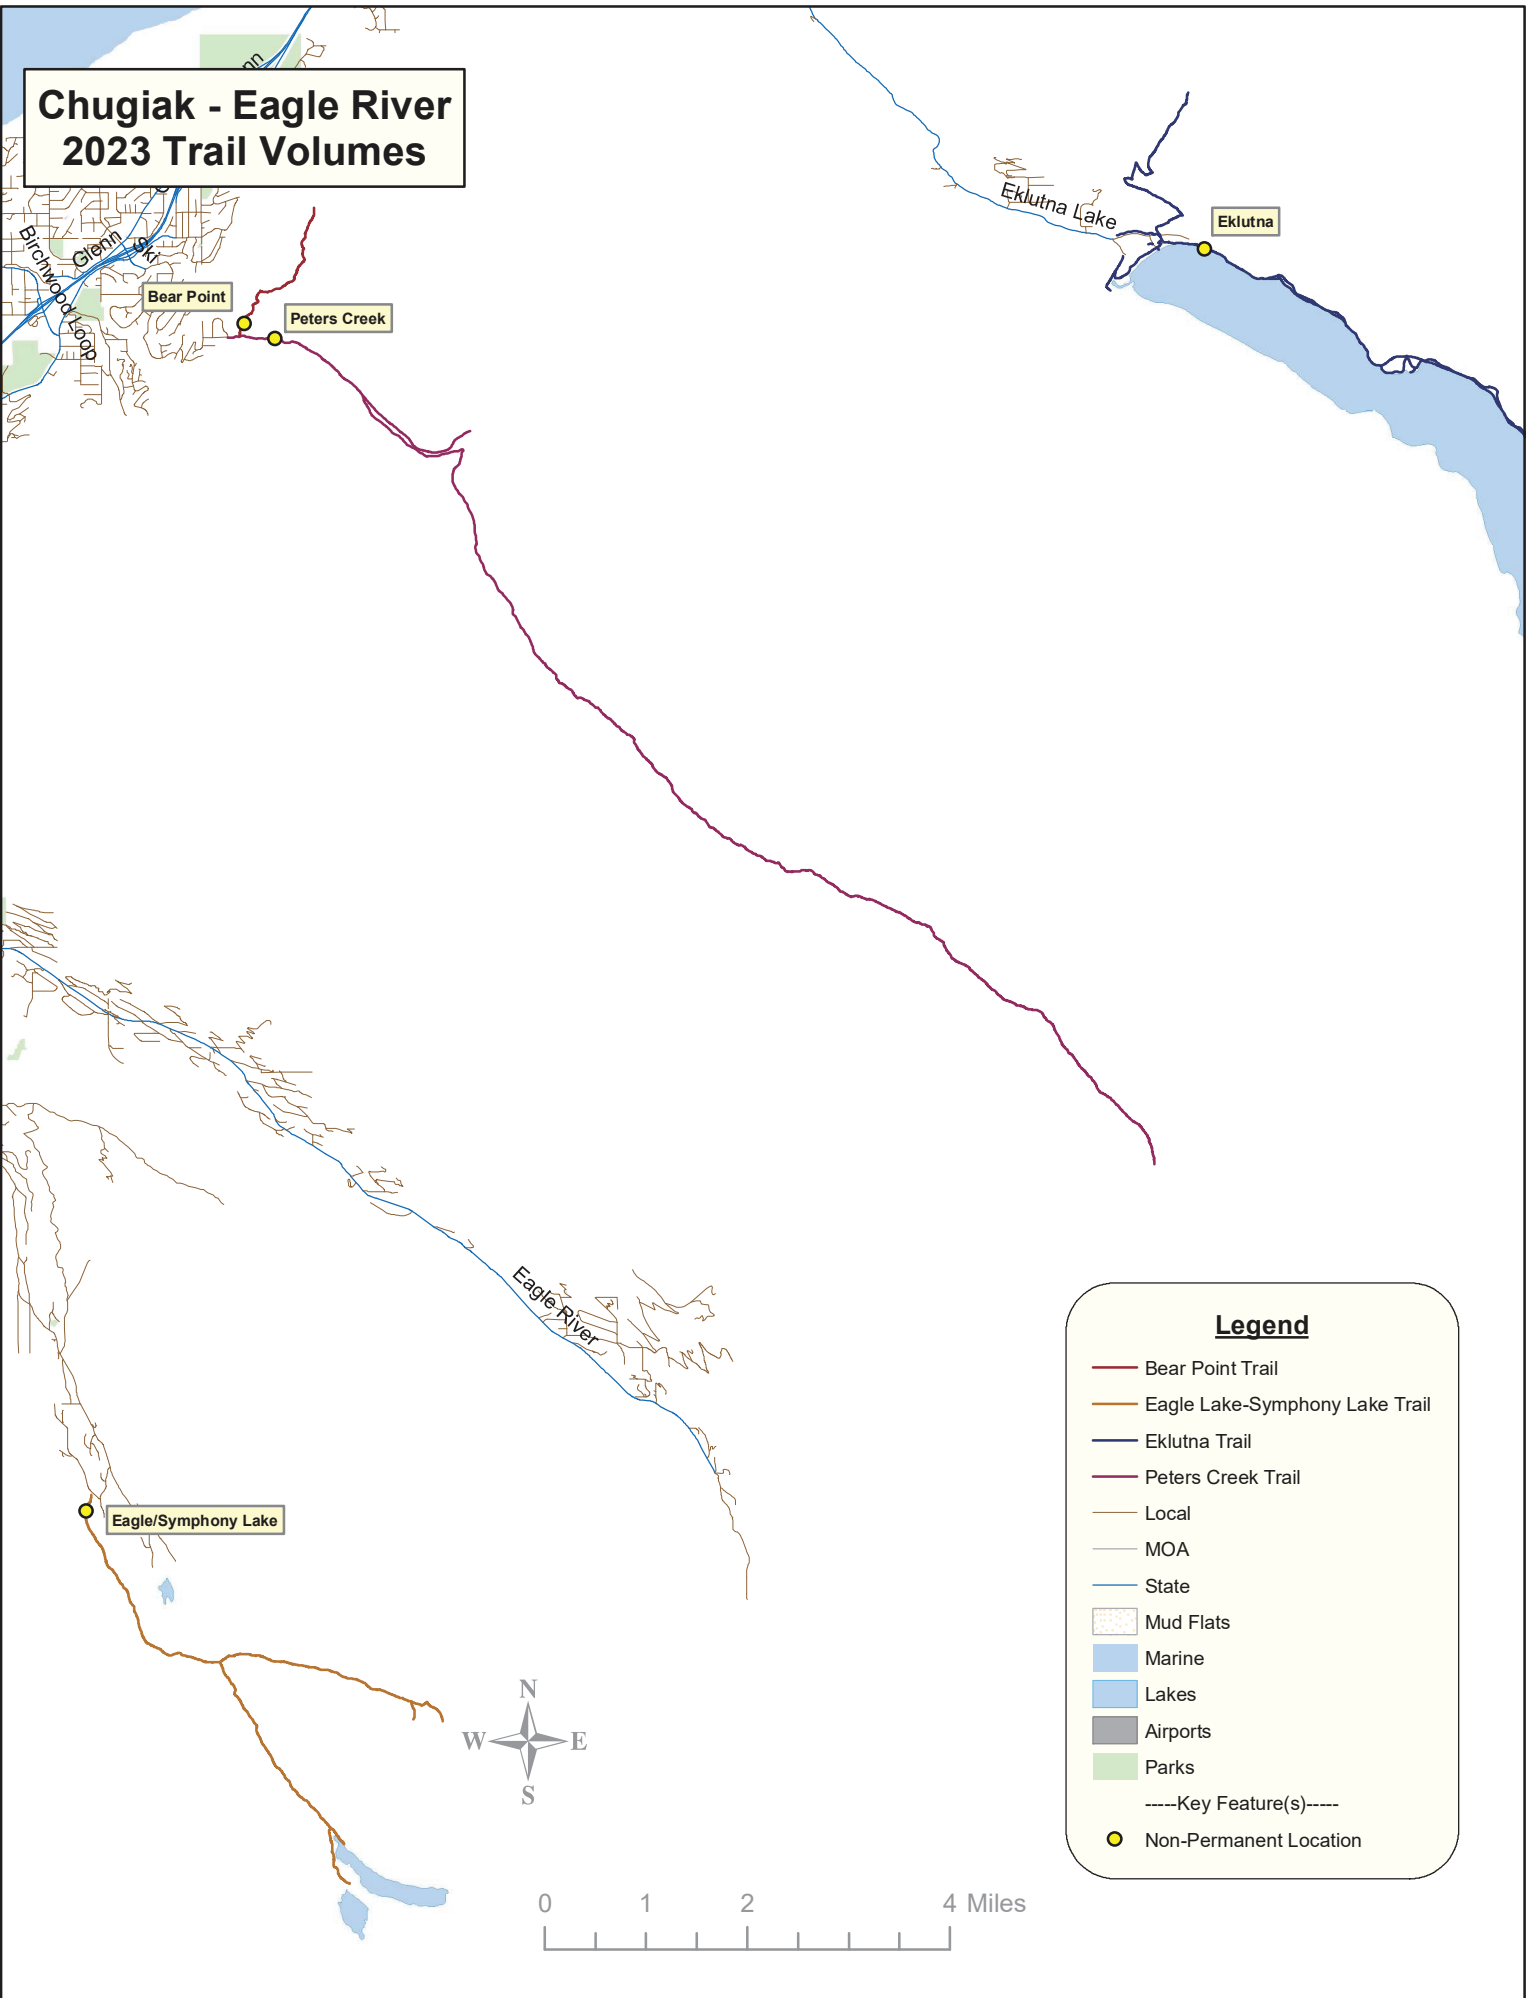 nn
Chugiak - Eagle River
2023 Trail Volumes
Eklutna Lake
Eklutna
Birchwood Loop
Glenn
Ski
Bear Point
Peters Creek
Eagle River
Eagle/Symphony Lake
Legend
Bear Point Trail
Eagle Lake-Symphony Lake Trail
Eklutna Trail
Peters Creek Trail
Local
MOA
State
Mud Flats
Marine
Lakes
Airports
Parks
-----Key Feature(s)-----
Non-Permanent Location
N
W E
S
0 1 2 4 Miles